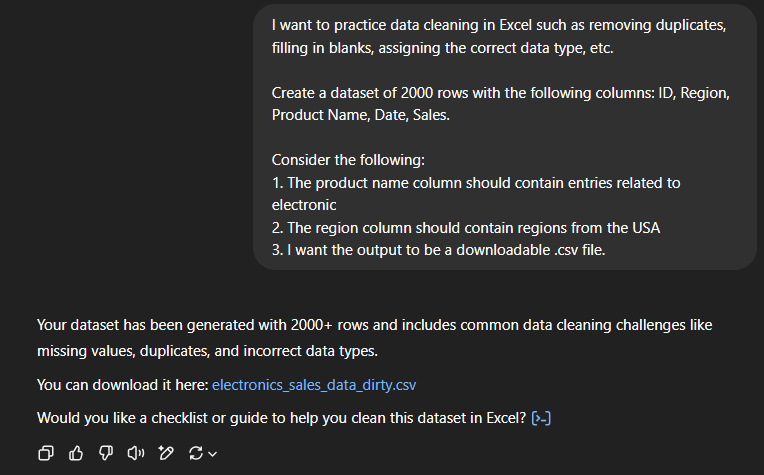 I want to practice data cleaning in Excel such as removing duplicates,
filling in blanks, assigning the correct data type, etc.
Create a dataset of 2000 rows with the following columns: ID, Region,
Product Name, Date, Sales.
Consider the following:
1. The product name column should contain entries related to
electronic
2. The region column should contain regions from the USA
3. I want the output to be a downloadable .csv file.
Your dataset has been generated with 2000+ rows and includes common data cleaning challenges like
missing values, duplicates, and incorrect data types.
You can download it here: electronics_sales_data_dirty.csv
Would you like a checklist or guide to help you clean this dataset in Excel? [>-]